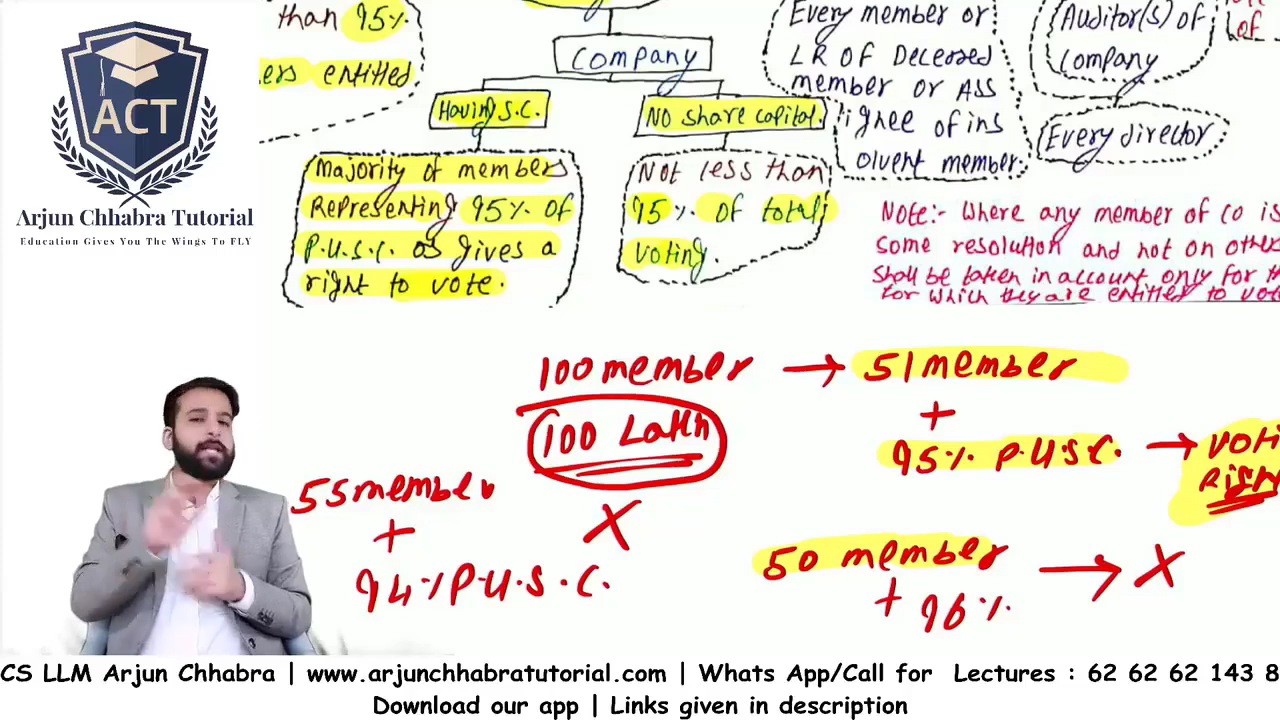 than 95%
ers entitled
ACT
Arjun Chhabra Tutorial
Education Gives You The Wings To FLY
Company
Having S.C.
Majority of members
Representing 95% of
P.U.S.C. as gives a
right to vote.
NO share capital.
Not less than
95% of total
voting.
Every member or
LR OF Deceased
member or ASS
ignee of ins
olvent member.
Auditor(s) of
company
Every director
of
Note:- Where any member of co is
some resolution and not on others
shall be taken in account only for th
for which they are entitled to vot
100 member → 51 member
100 Lakh
+
95% P.U.S.C. →
Right
55 member
+
94% P.U.S.C.
X
50 member
+ 96%
→ X
CS LLM Arjun Chhabra | www.arjunchhabratutorial.com | Whats App/Call for Lectures : 62 62 62 143 8
Download our app | Links given in description